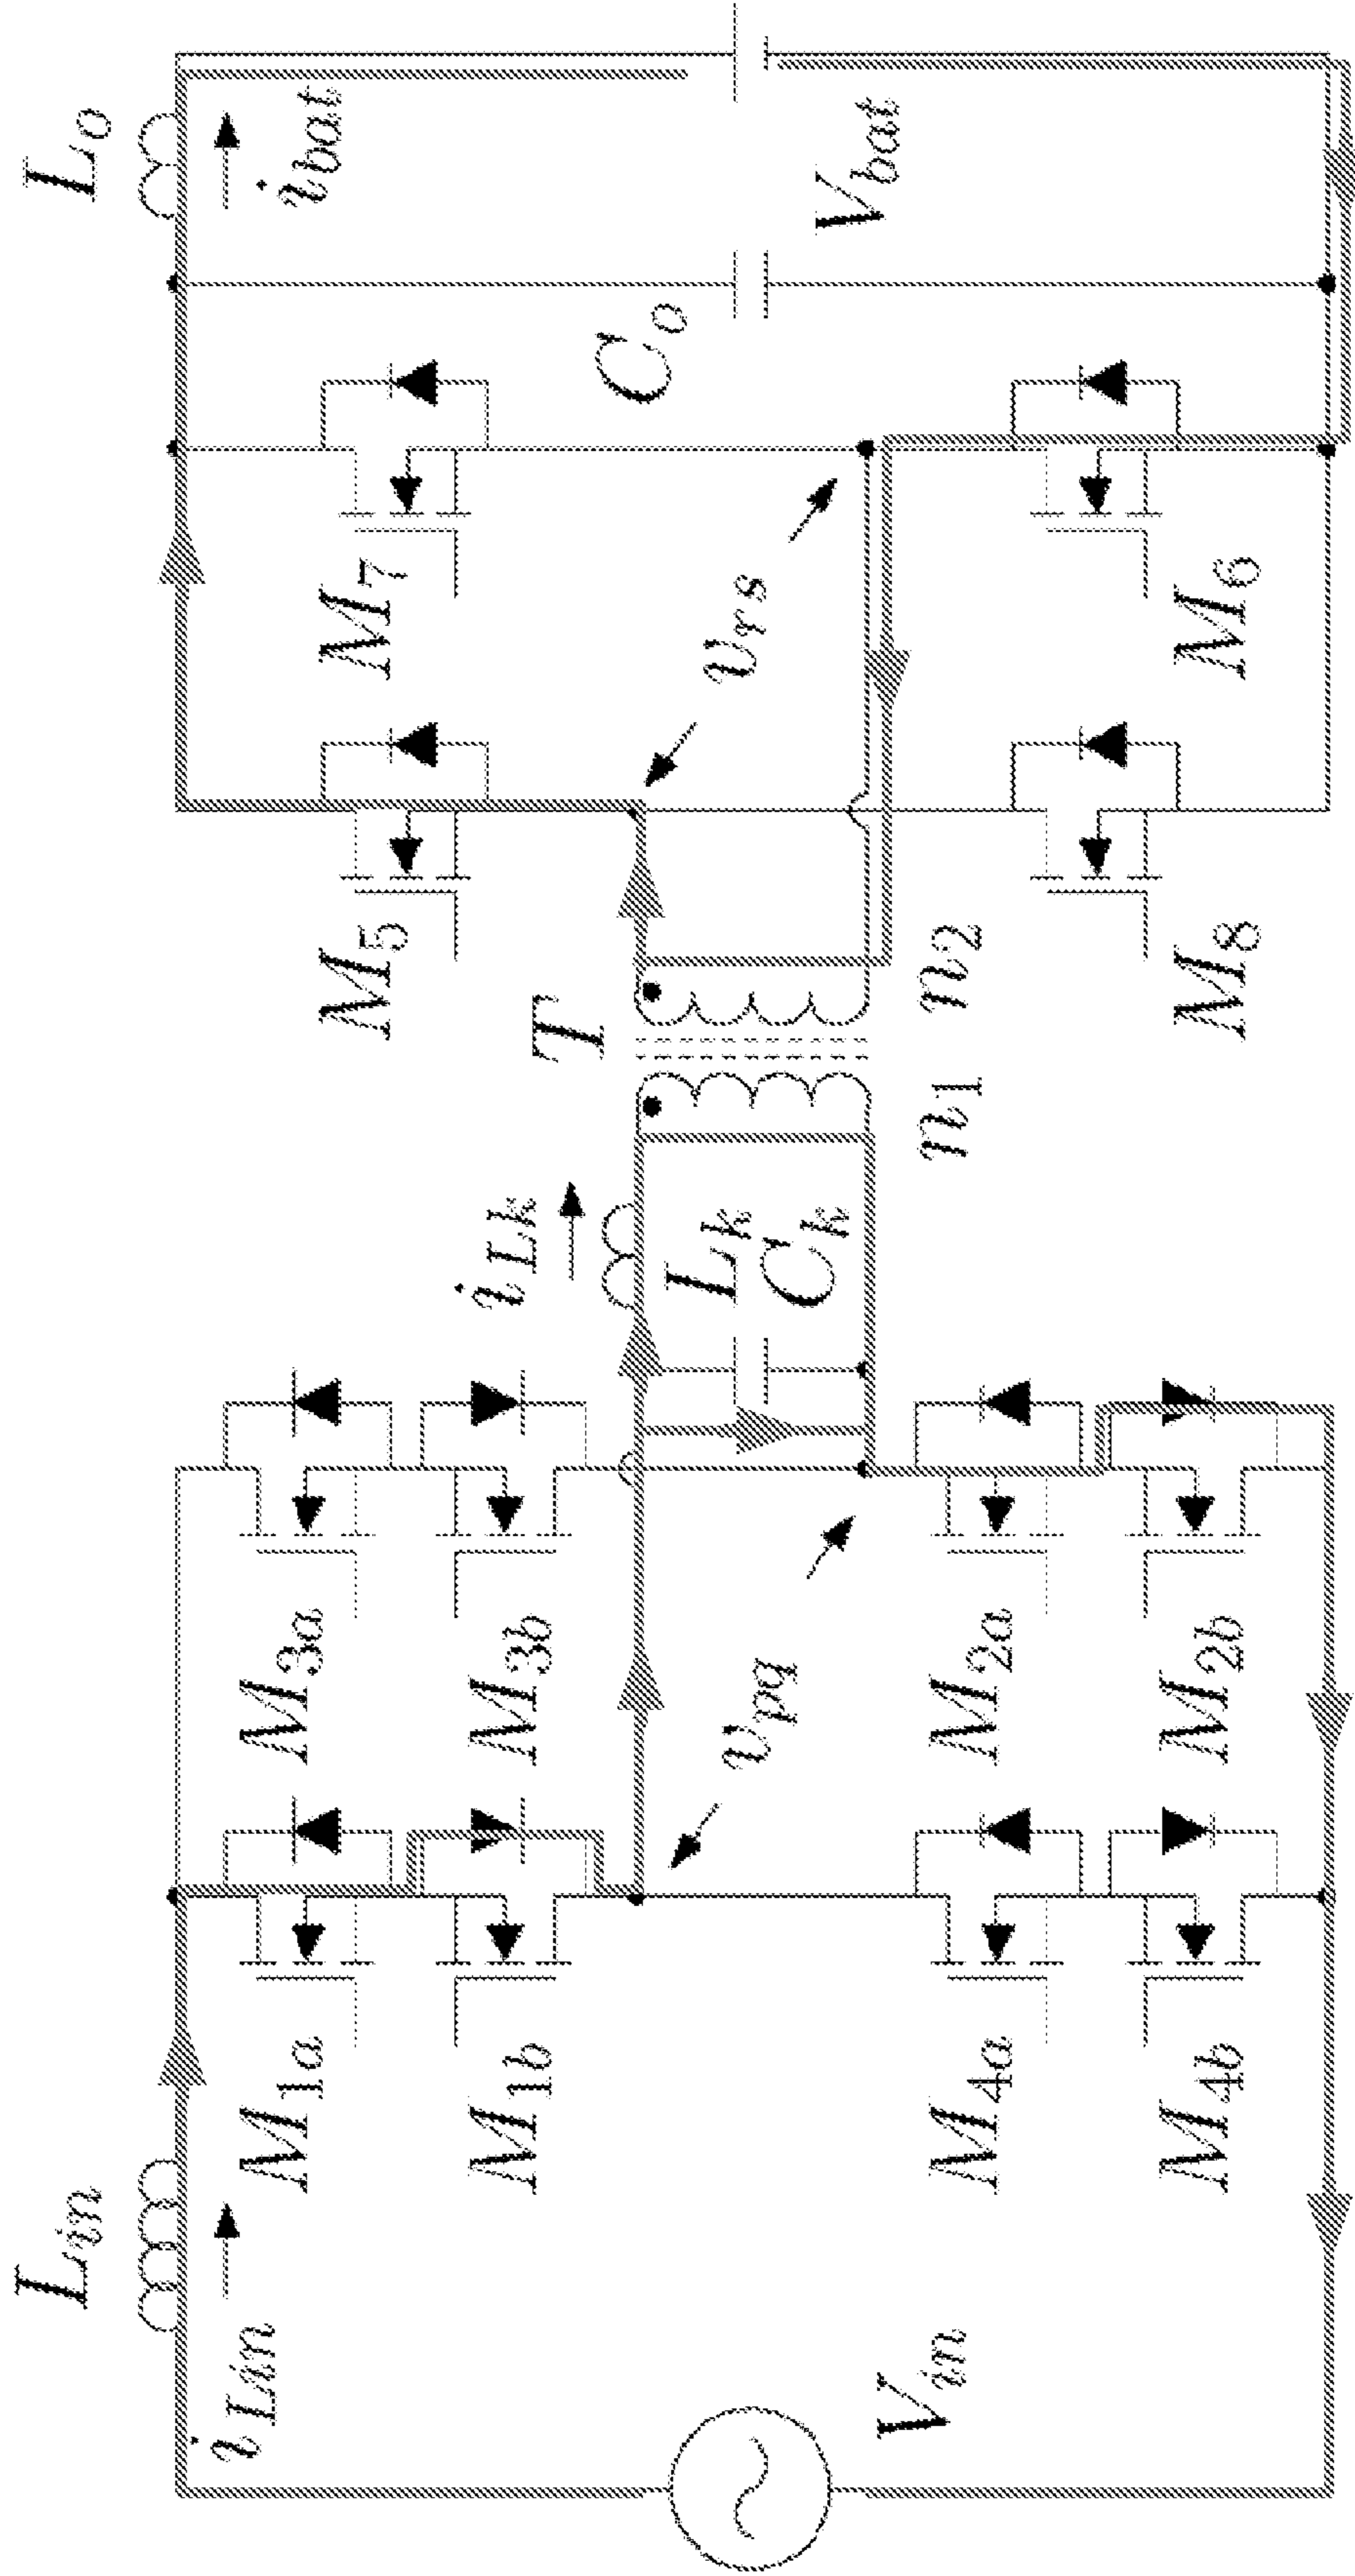 L_in
i_Lin
V_in
M_1a
M_1b
M_4a
M_4b
M_3a
M_3b
v_pq
M_2a
M_2b
i_Lk
L_k
C_k
n_1
n_2
T
M_5
M_8
v_rs
M_7
M_6
C_o
V_bat
L_o
i_bat